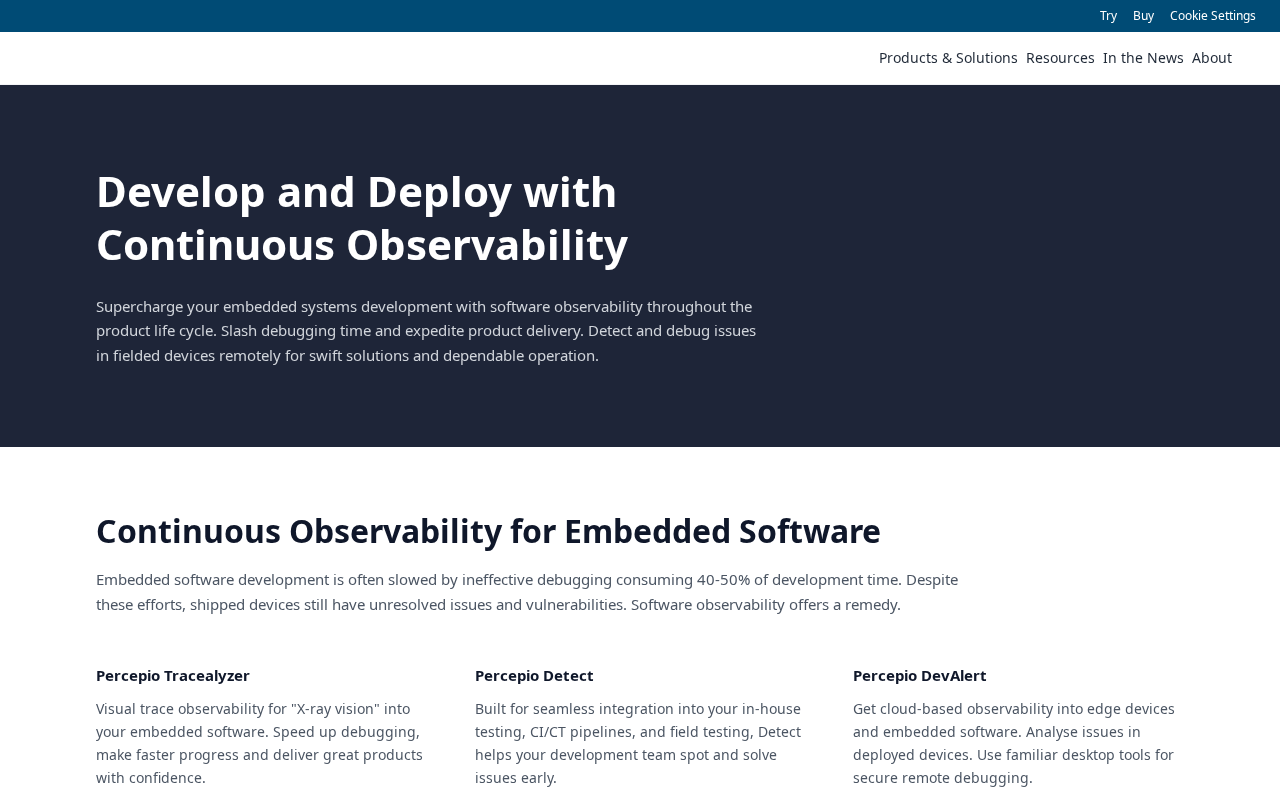 Try Buy Cookie Settings
Products & Solutions Resources In the News About
Develop and Deploy with
Continuous Observability
Supercharge your embedded systems development with software observability throughout the
product life cycle. Slash debugging time and expedite product delivery. Detect and debug issues
in fielded devices remotely for swift solutions and dependable operation.
Continuous Observability for Embedded Software
Embedded software development is often slowed by ineffective debugging consuming 40-50% of development time. Despite
these efforts, shipped devices still have unresolved issues and vulnerabilities. Software observability offers a remedy.
Percepio Tracealyzer
Visual trace observability for "X-ray vision" into
your embedded software. Speed up debugging,
make faster progress and deliver great products
with confidence.
Percepio Detect
Built for seamless integration into your in-house
testing, CI/CT pipelines, and field testing, Detect
helps your development team spot and solve
issues early.
Percepio DevAlert
Get cloud-based observability into edge devices
and embedded software. Analyse issues in
deployed devices. Use familiar desktop tools for
secure remote debugging.